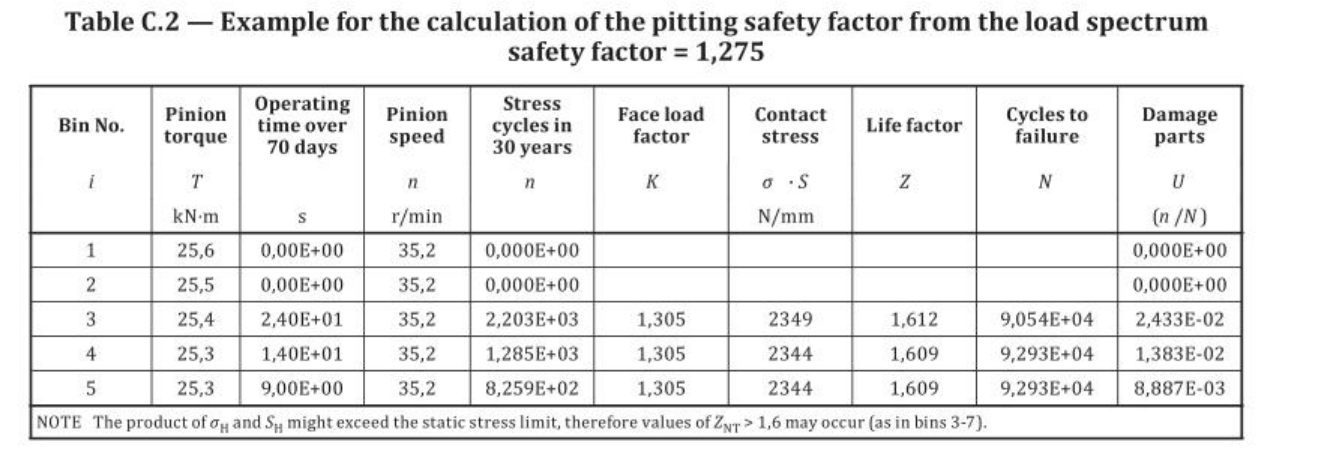 Table C.2 — Example for the calculation of the pitting safety factor from the load spectrum
safety factor = 1,275
Bin No. Pinion torque Operating time over 70 days Pinion speed Stress cycles in 30 years Face load factor Contact stress Life factor Cycles to failure Damage parts
i T n n K σ · S Z N U
kN·m s r/min N/mm (n /N)
1 25,6 0,00E+00 35,2 0,000E+00 0,000E+00
2 25,5 0,00E+00 35,2 0,000E+00 0,000E+00
3 25,4 2,40E+01 35,2 2,203E+03 1,305 2349 1,612 9,054E+04 2,433E-02
4 25,3 1,40E+01 35,2 1,285E+03 1,305 2344 1,609 9,293E+04 1,383E-02
5 25,3 9,00E+00 35,2 8,259E+02 1,305 2344 1,609 9,293E+04 8,887E-03
NOTE The product of σH and SH might exceed the static stress limit, therefore values of ZNT > 1,6 may occur (as in bins 3-7).